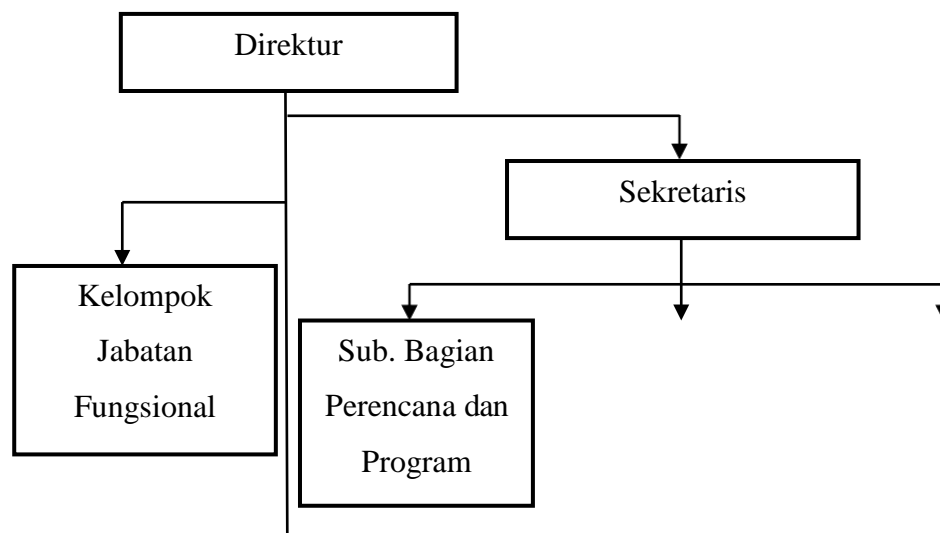 Direktur
Sekretaris
Kelompok
Jabatan
Fungsional
Sub. Bagian
Perencana dan
Program